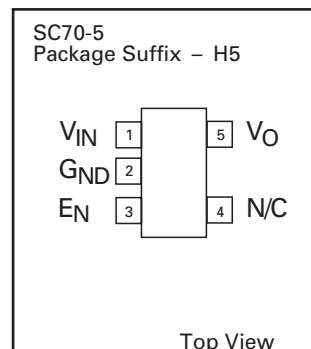 SC70-5
Package Suffix – H5
VIN 1 5 VO
GND 2
EN 3 4 N/C
Top View